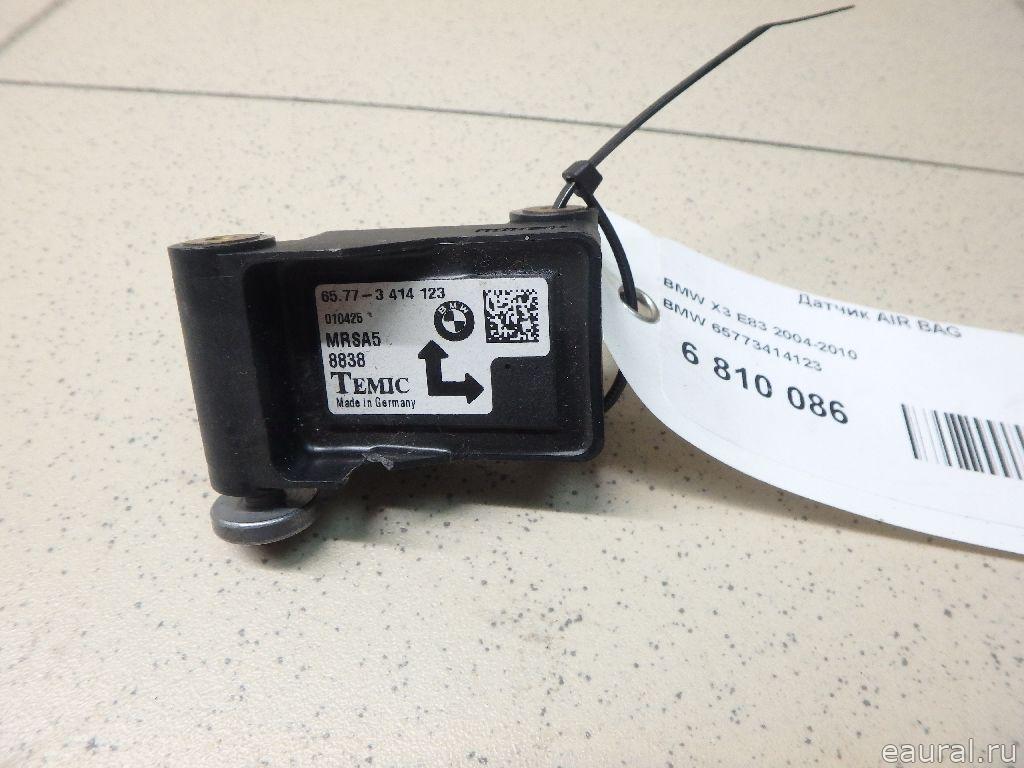 65.77-3 414 123
010425
MRSA5
8838
TEMIC
Made in Germany
BMW
Датчик AIR BAG
BMW X3 E83 2004-2010
BMW 65773414123
6 810 086
eaural.ru